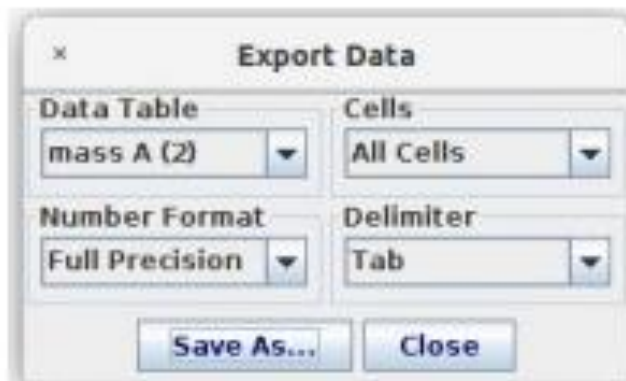 × Export Data
Data Table Cells
mass A (2) All Cells
Number Format Delimiter
Full Precision Tab
Save As... Close